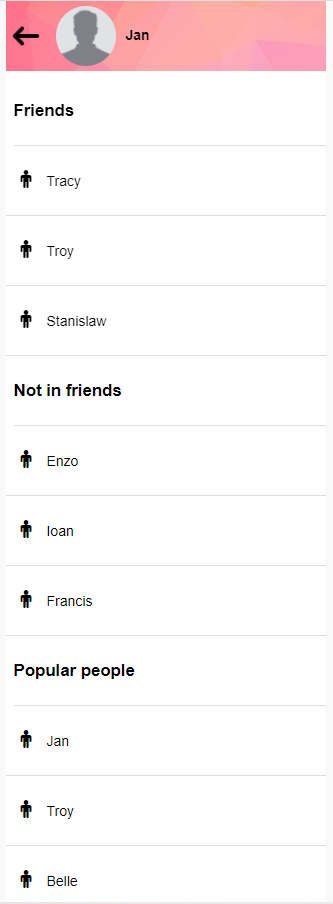 Jan
Friends
Tracy
Troy
Stanislaw
Not in friends
Enzo
Ioan
Francis
Popular people
Jan
Troy
Belle